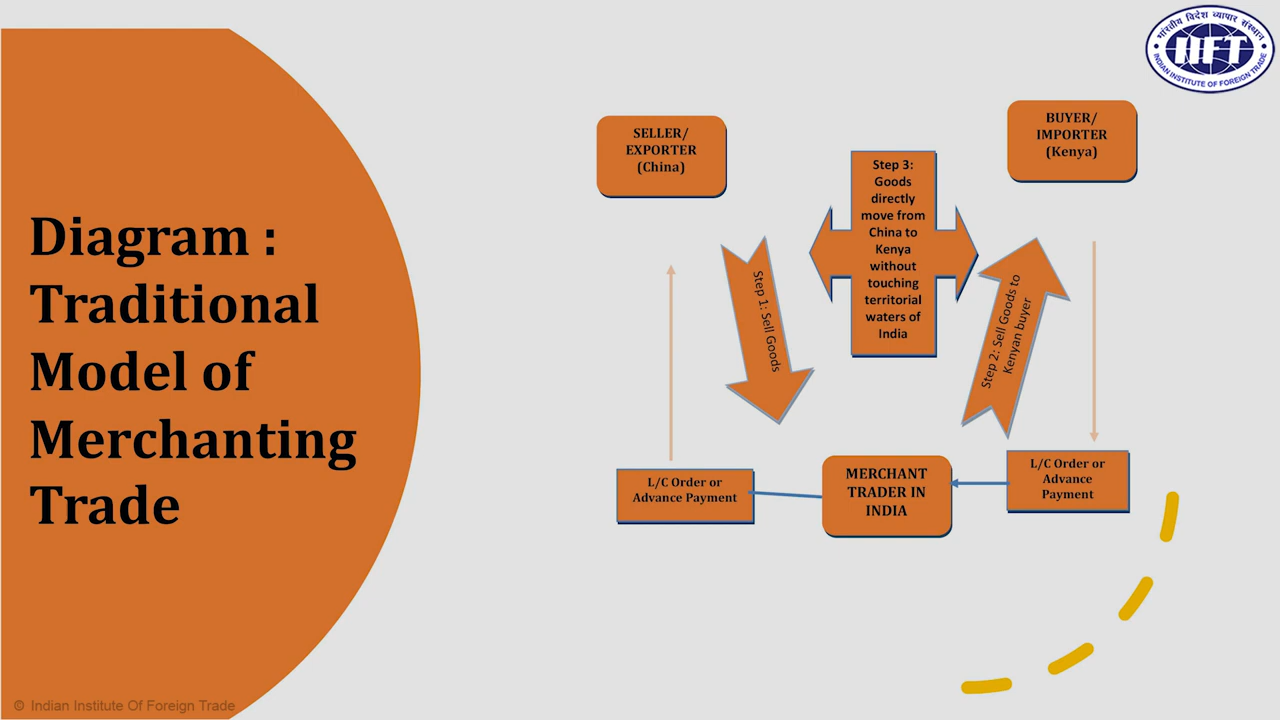 भारतीय विदेश व्यापार संस्थान
IIFT
INDIAN INSTITUTE OF FOREIGN TRADE
Diagram :
Traditional
Model of
Merchanting
Trade
SELLER/
EXPORTER
(China)
BUYER/
IMPORTER
(Kenya)
Step 3:
Goods
directly
move from
China to
Kenya
without
touching
territorial
waters of
India
Step 1: Sell Goods
Step 2: Sell Goods to
Kenyan buyer
L/C Order or
Advance Payment
MERCHANT
TRADER IN
INDIA
L/C Order or
Advance
Payment
© Indian Institute Of Foreign Trade